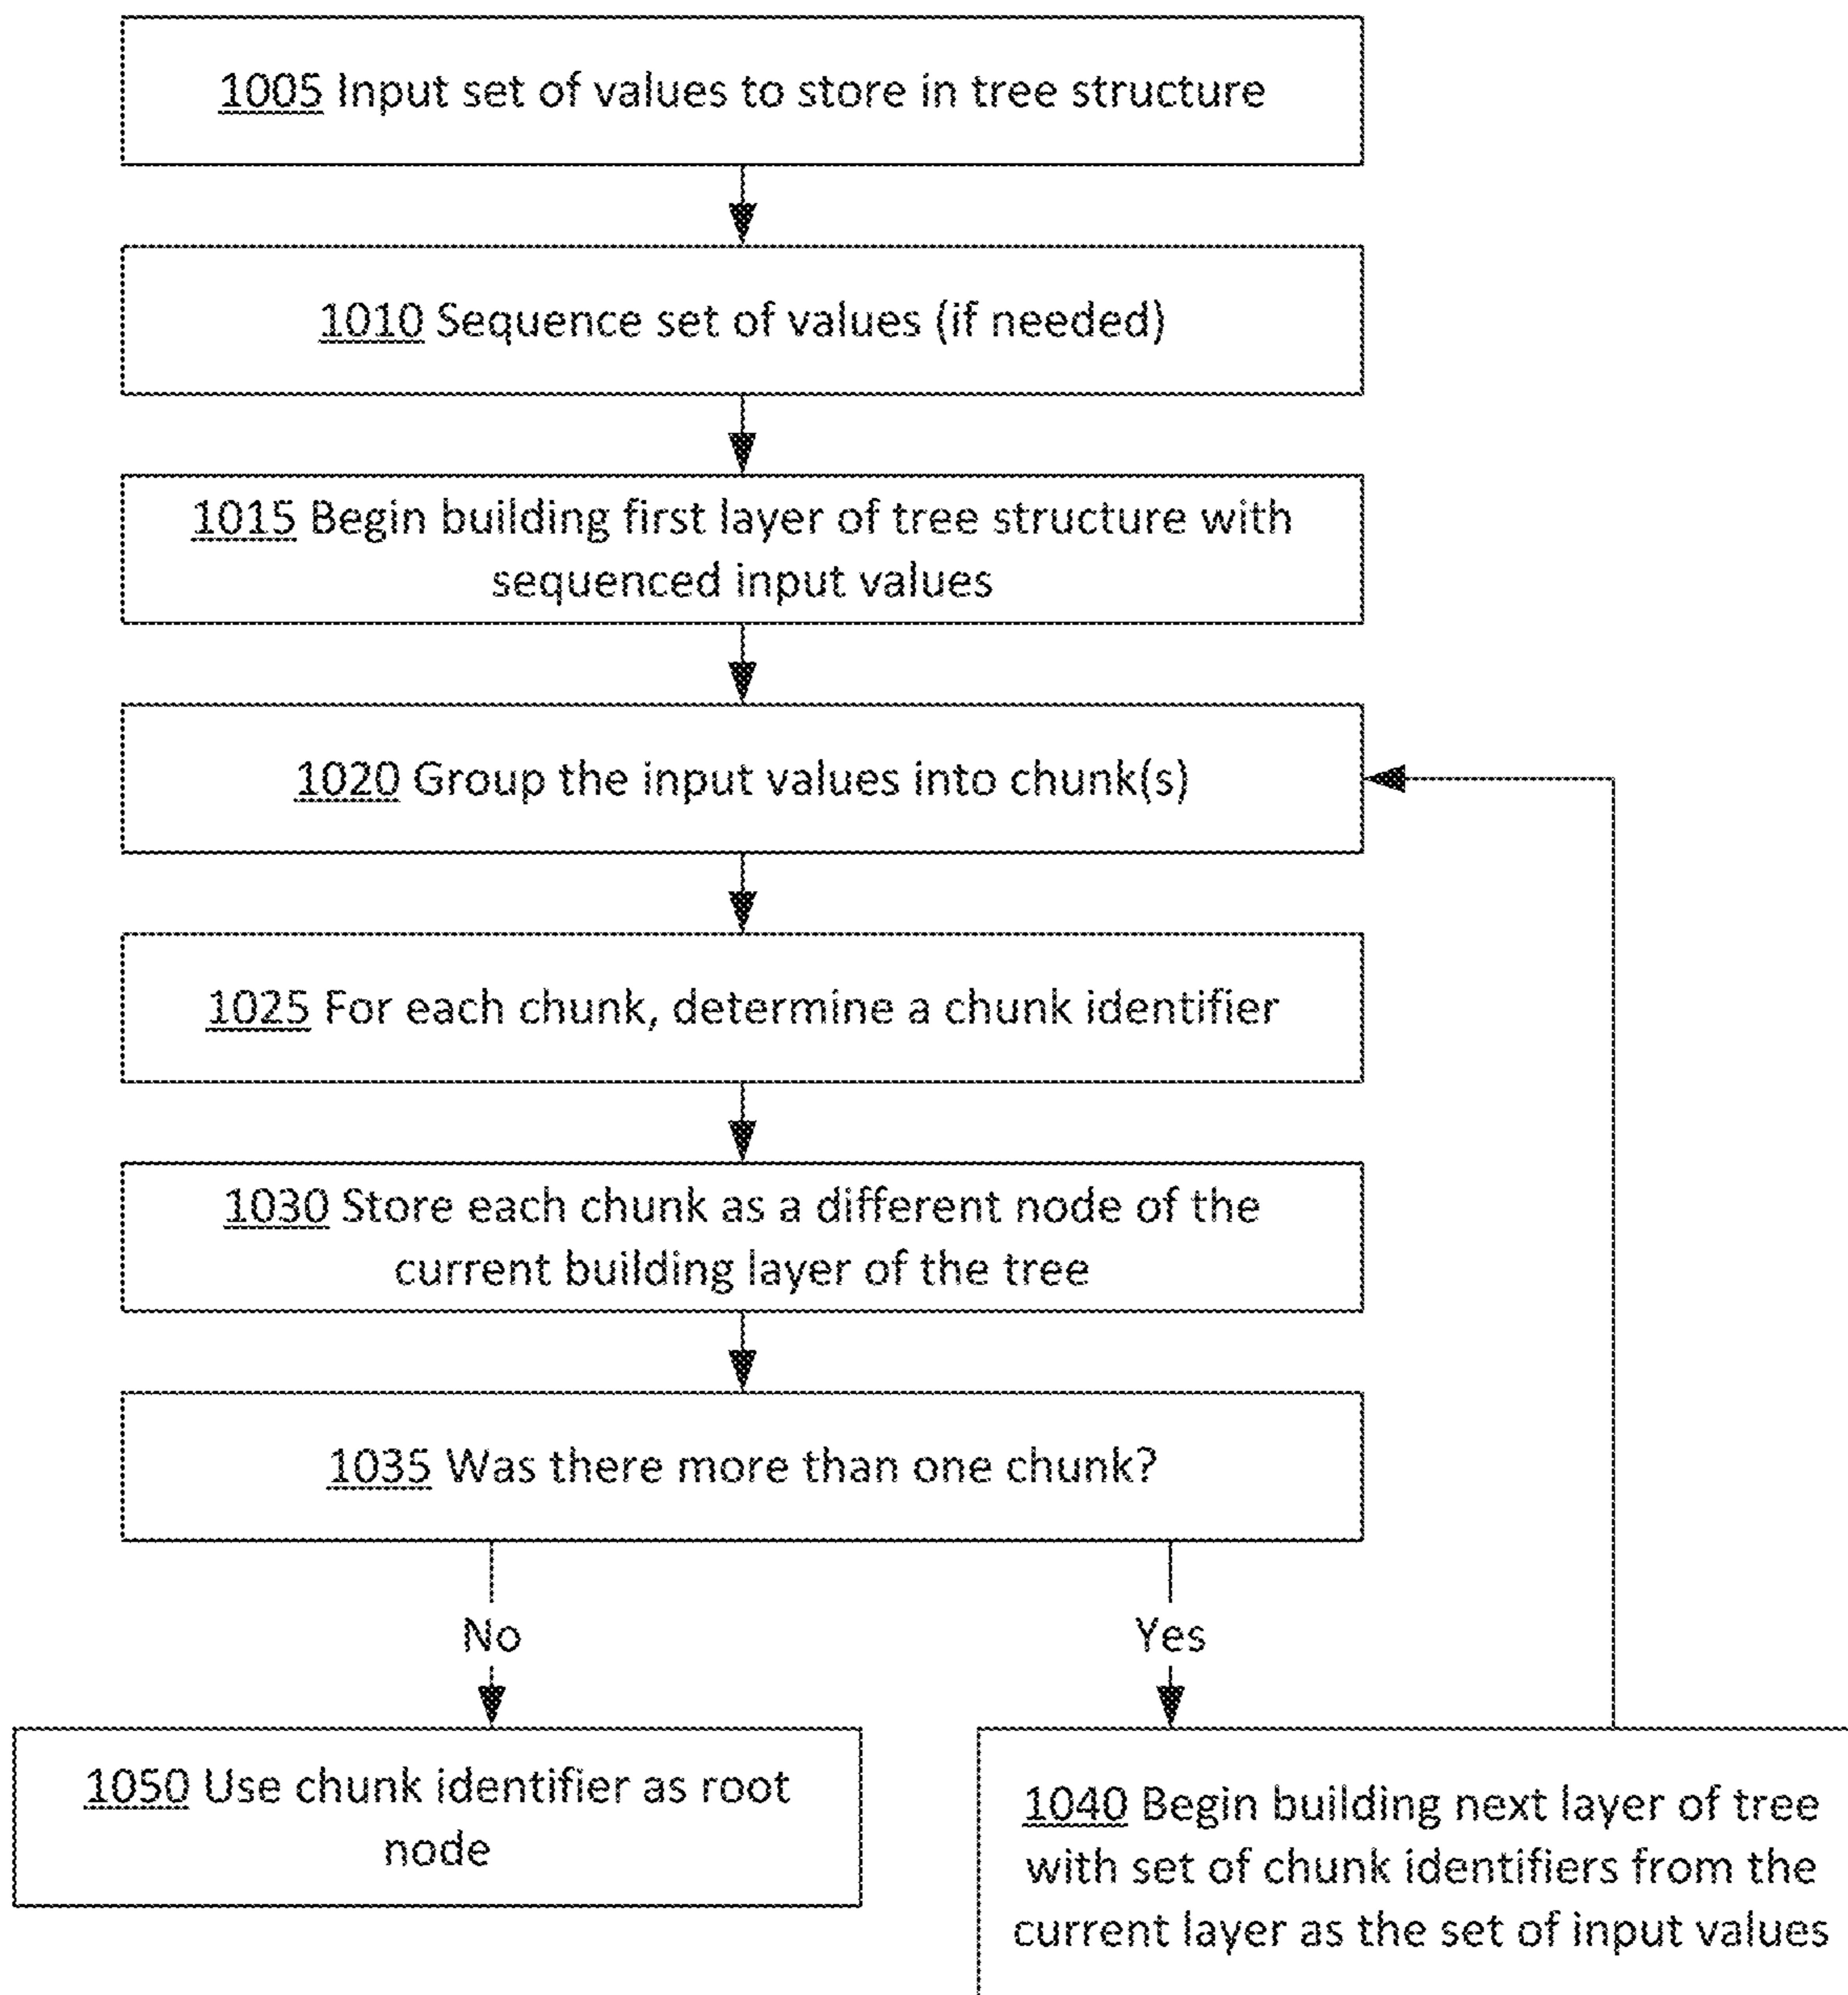 1005 Input set of values to store in tree structure
1010 Sequence set of values (if needed)
1015 Begin building first layer of tree structure with
sequenced input values
1020 Group the input values into chunk(s)
1025 For each chunk, determine a chunk identifier
1030 Store each chunk as a different node of the
current building layer of the tree
1035 Was there more than one chunk?
No
Yes
1050 Use chunk identifier as root
node
1040 Begin building next layer of tree
with set of chunk identifiers from the
current layer as the set of input values